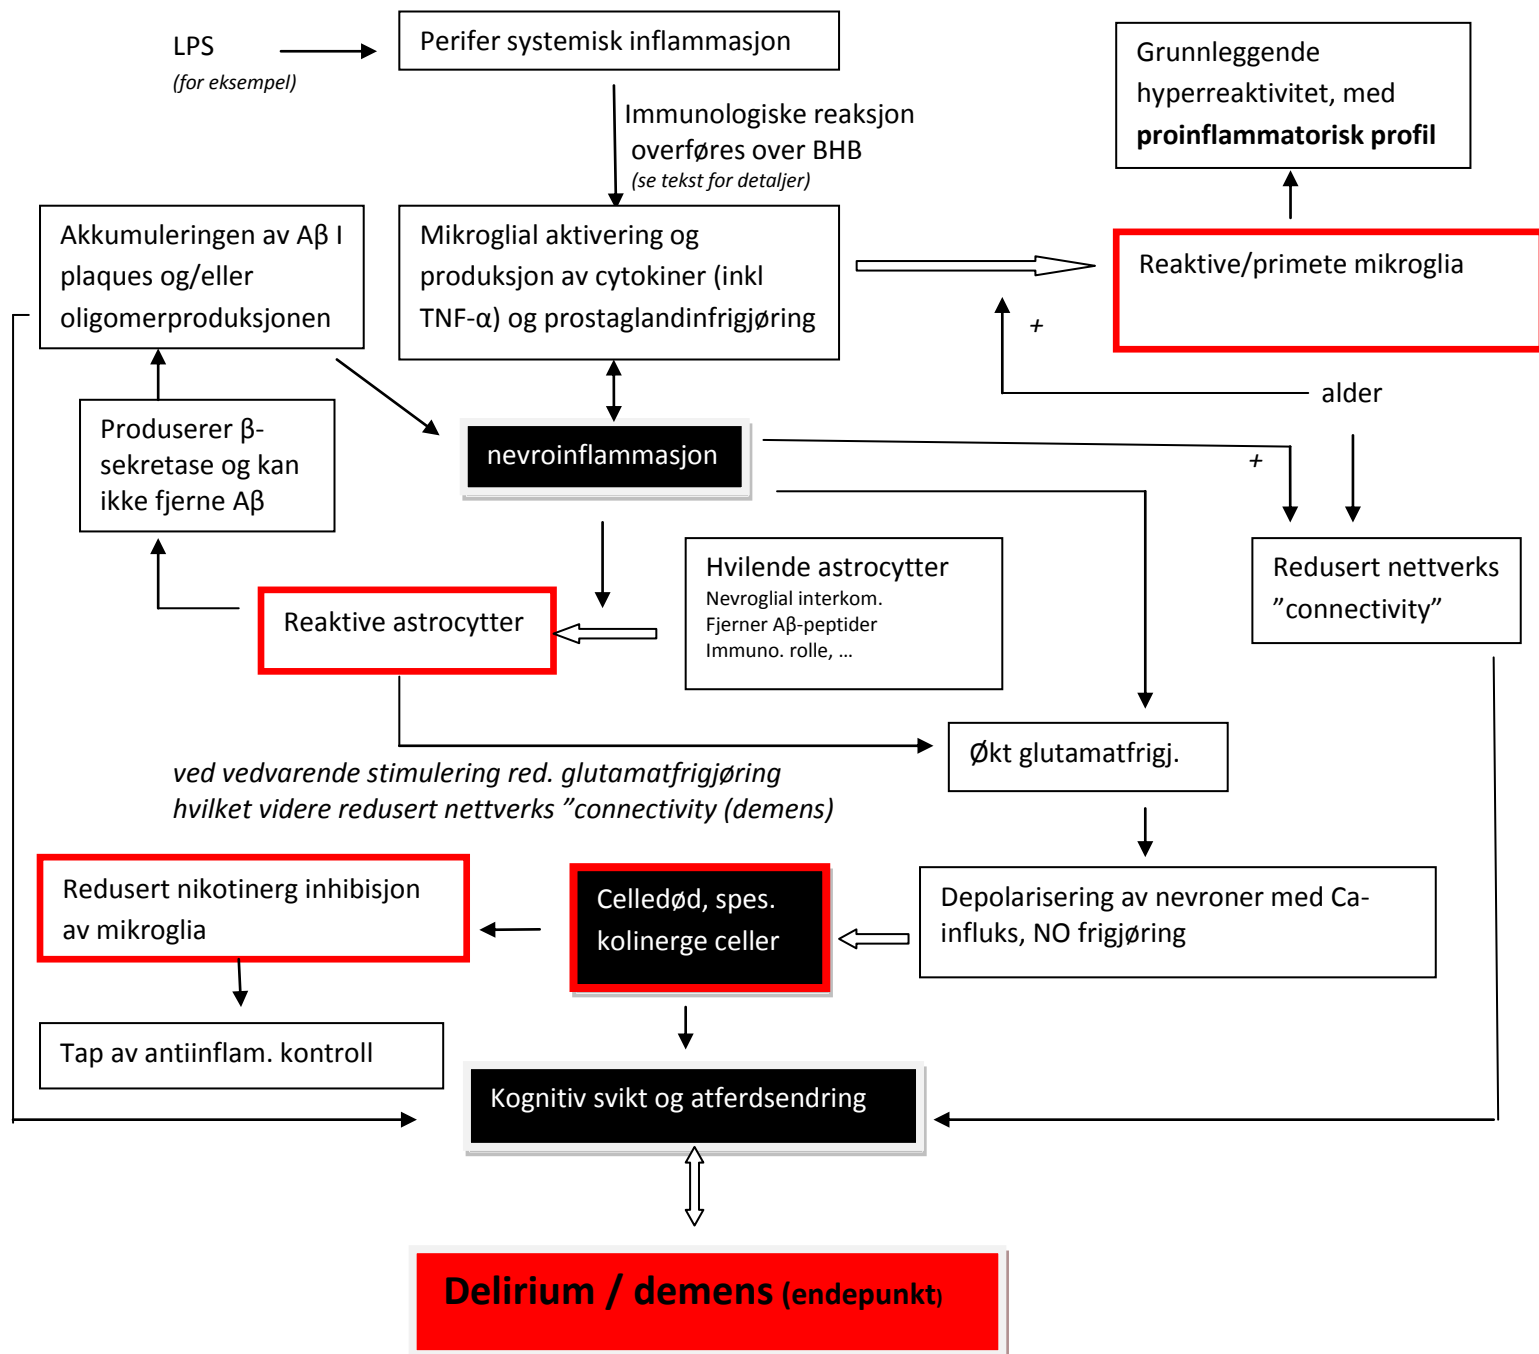 LPS
(for eksempel)
Perifer systemisk inflammasjon
Grunnleggende
hyperreaktivitet, med
proinflammatorisk profil
Immunologiske reaksjon
overføres over BHB
(se tekst for detaljer)
Akkumuleringen av Aβ I
plaques og/eller
oligomerproduksjonen
Mikroglial aktivering og
produksjon av cytokiner (inkl
TNF-α) og prostaglandinfrigjøring
Reaktive/primete mikroglia
+
alder
Produserer β-
sekretase og kan
ikke fjerne Aβ
nevroinflammasjon
+
Hvilende astrocytter
Nevroglial interkom.
Fjerner Aβ-peptider
Immuno. rolle, ...
Redusert nettverks
”connectivity”
Reaktive astrocytter
Økt glutamatfrigj.
ved vedvarende stimulering red. glutamatfrigjøring
hvilket videre redusert nettverks ”connectivity (demens)
Redusert nikotinerg inhibisjon
av mikroglia
Celledød, spes.
kolinerge celler
Depolarisering av nevroner med Ca-
influks, NO frigjøring
Tap av antiinflam. kontroll
Kognitiv svikt og atferdsendring
Delirium / demens (endepunkt)